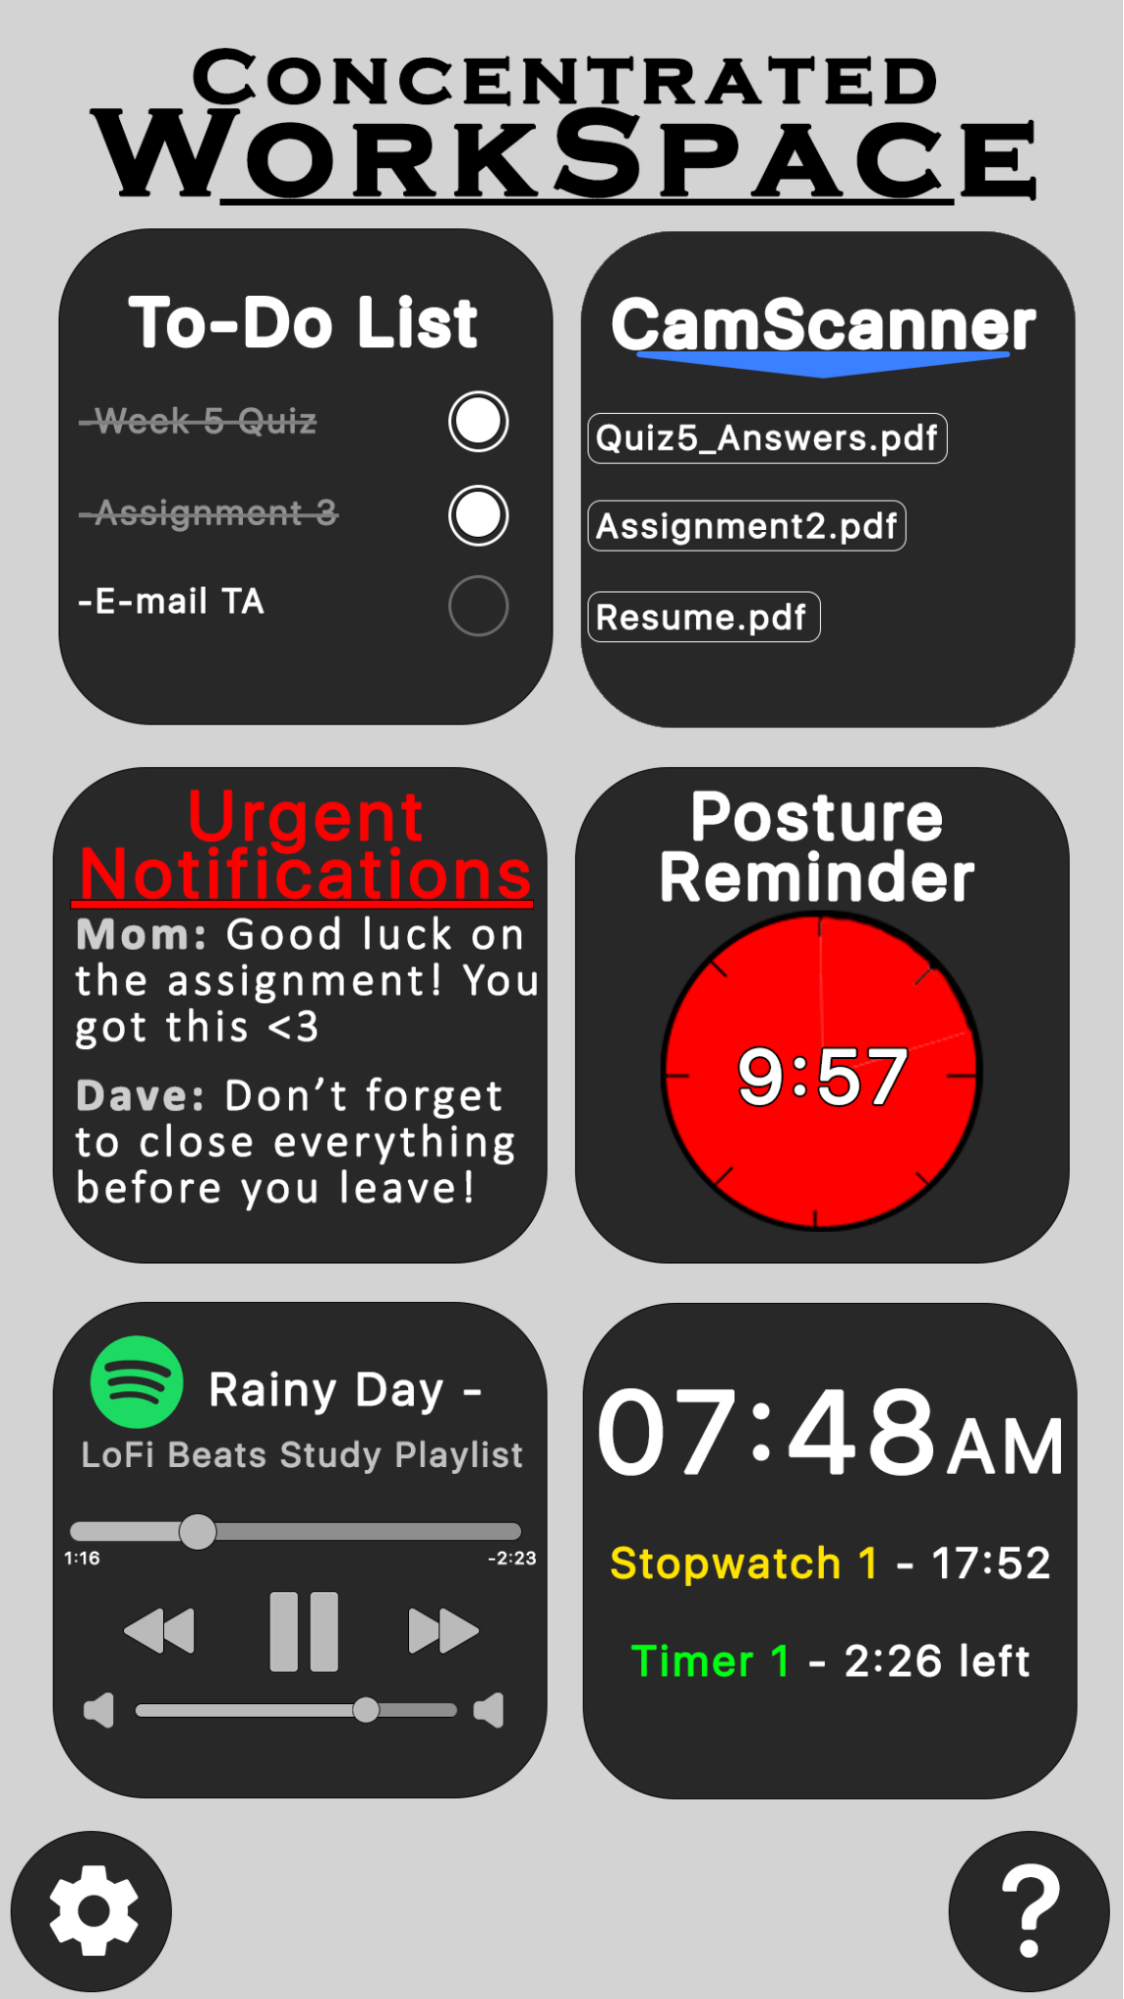 CONCENTRATED
WORKSPACE
To-Do List
-Week 5 Quiz
-Assignment 3
-E-mail TA
CamScanner
Quiz5_Answers.pdf
Assignment2.pdf
Resume.pdf
Urgent
Notifications
Mom: Good luck on
the assignment! You
got this <3
Dave: Don’t forget
to close everything
before you leave!
Posture
Reminder
9:57
Rainy Day -
LoFi Beats Study Playlist
1:16
-2:23
07:48AM
Stopwatch 1 - 17:52
Timer 1 - 2:26 left
?